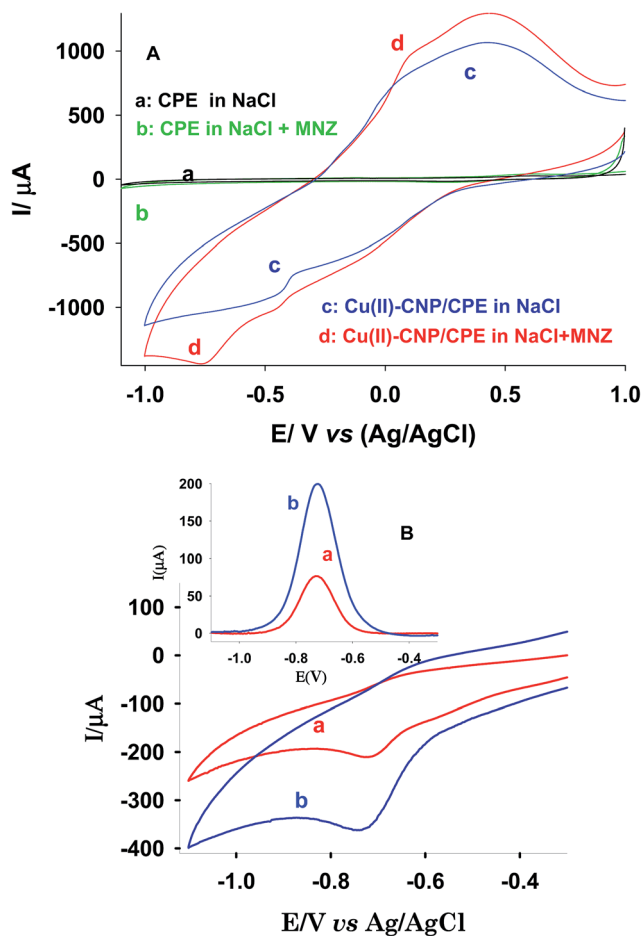 1000
500
0
-500
-1000
I/ µA
A
a: CPE in NaCl
b: CPE in NaCl + MNZ
a
b
d
c
c
d
c: Cu(II)-CNP/CPE in NaCl
d: Cu(II)-CNP/CPE in NaCl+MNZ
-1.0
-0.5
0.0
0.5
1.0
E/ V vs (Ag/AgCl)
200
150
100
50
0
I(µA)
b
a
B
-1.0
-0.8
-0.6
-0.4
E(V)
100
0
-100
-200
-300
-400
I/µA
a
b
-1.0
-0.8
-0.6
-0.4
E/V vs Ag/AgCl